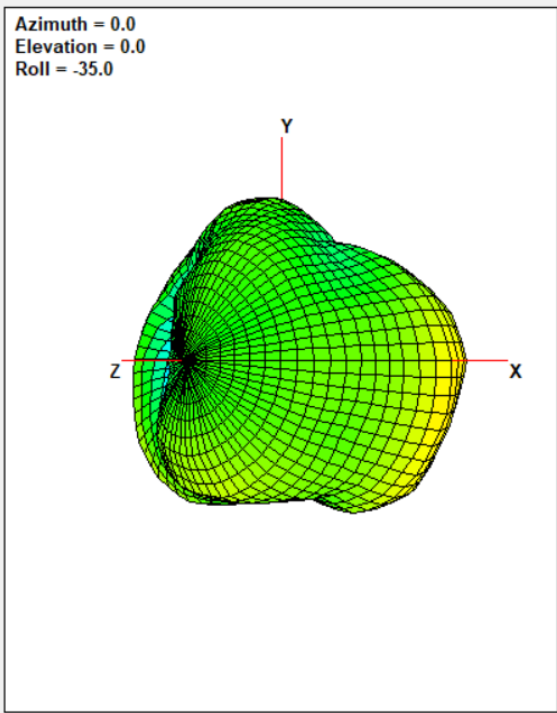 Azimuth = 0.0
Elevation = 0.0
Roll = -35.0
Y
Z
X